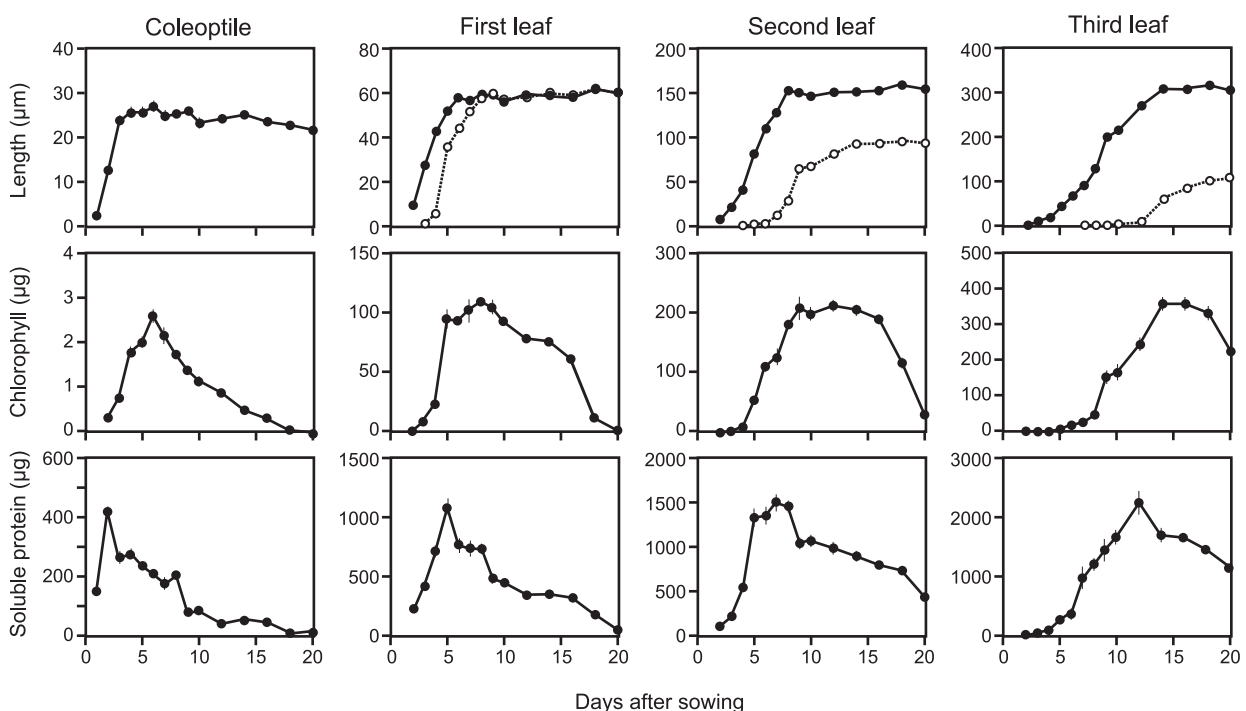 Coleoptile First leaf Second leaf Third leaf
Length (µm)
40 80 200 400
30 60 150 300
20 40 100 200
10 20 50 100
0 0 0 0
Chlorophyll (µg)
4 150 300 500
3 100 200 400
2 50 100 300
1 0 0 200
0 100
0
Soluble protein (µg)
600 1500 2000 3000
400 1000 1500 2000
200 500 1000 1000
0 0 500 0
0
0 5 10 15 20 0 5 10 15 20 0 5 10 15 20 0 5 10 15 20
Days after sowing